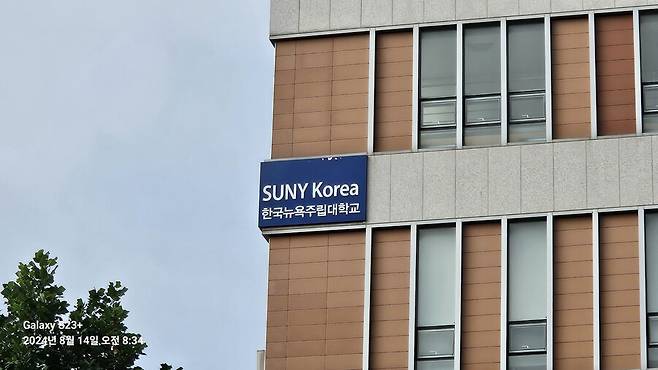 SUNY Korea
한국뉴욕주립대학교
Galaxy S23+
2024년 8월 14일,오전 8:34